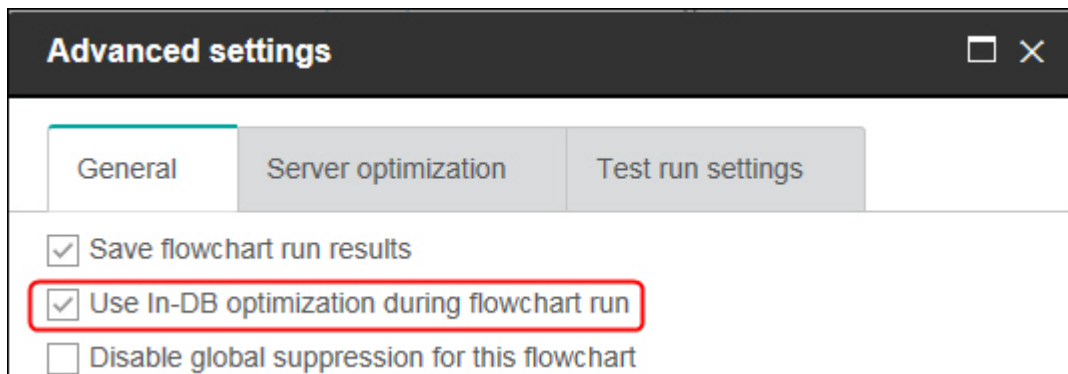 Advanced settings
General Server optimization Test run settings
Save flowchart run results
Use In-DB optimization during flowchart run
Disable global suppression for this flowchart